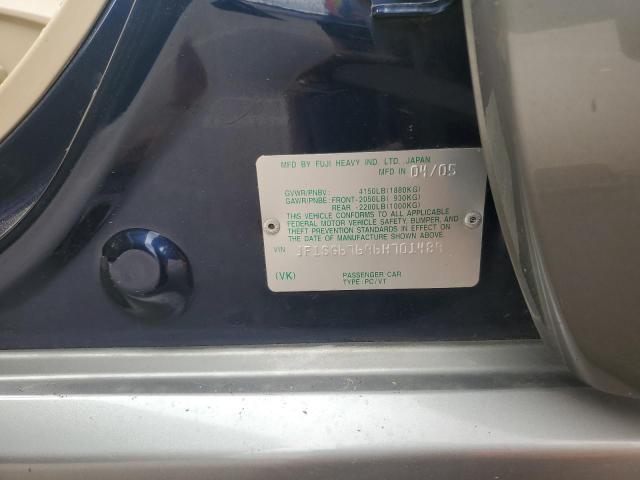 MFD BY FUJI HEAVY IND. LTD. JAPAN
MFD IN 04/05
GVWR/PNBV: 4150LB(1880KG)
GAWR/PNBE: FRONT-2050LB( 930KG)
REAR -2200LB(1000KG)
THIS VEHICLE CONFORMS TO ALL APPLICABLE
FEDERAL MOTOR VEHICLE SAFETY, BUMPER, AND
THEFT PREVENTION STANDARDS IN EFFECT ON
THE DATE OF MANUFACTURE SHOWN ABOVE.
VIN JF1SG67696H701489
(VK) PASSENGER CAR
TYPE:PC/VT